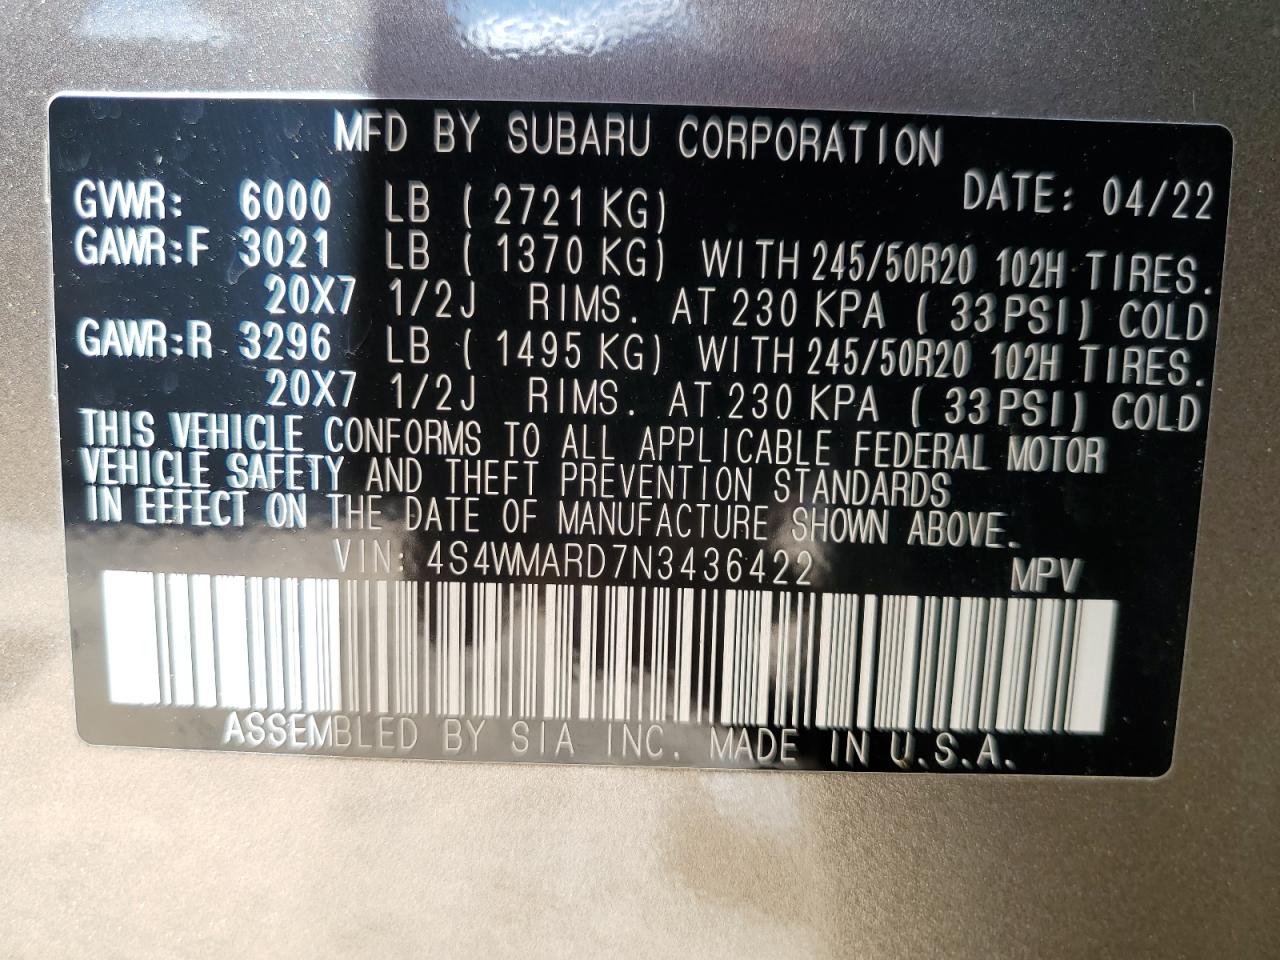 MFD BY SUBARU CORPORATION
GVWR: 6000 LB ( 2721 KG) DATE: 04/22
GAWR:F 3021 LB ( 1370 KG) WITH 245/50R20 102H TIRES.
20X7 1/2J RIMS. AT 230 KPA ( 33 PSI) COLD
GAWR:R 3296 LB ( 1495 KG) WITH 245/50R20 102H TIRES.
20X7 1/2J RIMS. AT 230 KPA ( 33 PSI) COLD
THIS VEHICLE CONFORMS TO ALL APPLICABLE FEDERAL MOTOR
VEHICLE SAFETY AND THEFT PREVENTION STANDARDS
IN EFFECT ON THE DATE OF MANUFACTURE SHOWN ABOVE.
VIN: 4S4WMARD7N3436422 MPV
ASSEMBLED BY SIA INC. MADE IN U.S.A.